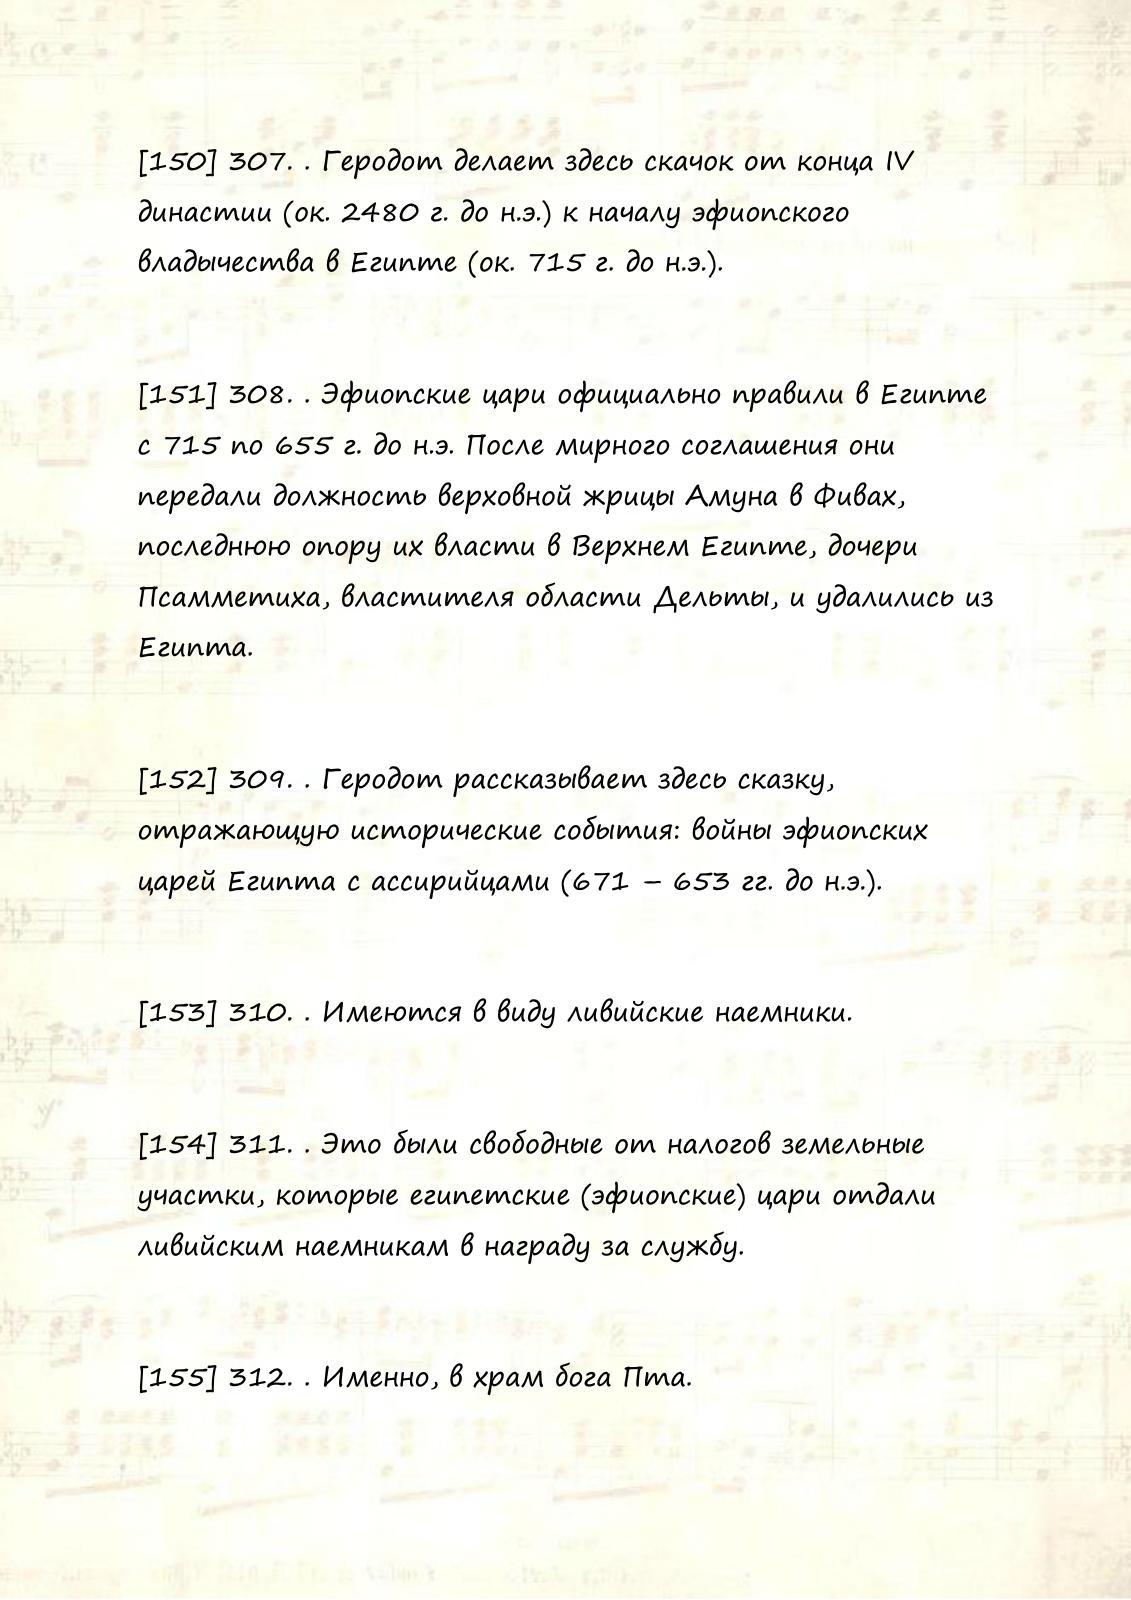 [150] 307. . Геродот делает здесь скачок от конца IV
династии (ок. 2480 г. до н.э.) к началу эфиопского
владычества в Египте (ок. 715 г. до н.э.).
[151] 308. . Эфиопские цари официально правили в Египте
с 715 по 655 г. до н.э. После мирного соглашения они
передали должность верховной жрицы Амуна в Фивах,
последнюю опору их власти в Верхнем Египте, дочери
Псамметиха, властителя области Дельты, и удалились из
Египта.
[152] 309. . Геродот рассказывает здесь сказку,
отражающую исторические события: войны эфиопских
царей Египта с ассирийцами (671 – 653 гг. до н.э.).
[153] 310. . Имеются в виду ливийские наемники.
[154] 311. . Это были свободные от налогов земельные
участки, которые египетские (эфиопские) цари отдали
ливийским наемникам в награду за службу.
[155] 312. . Именно, в храм бога Пта.